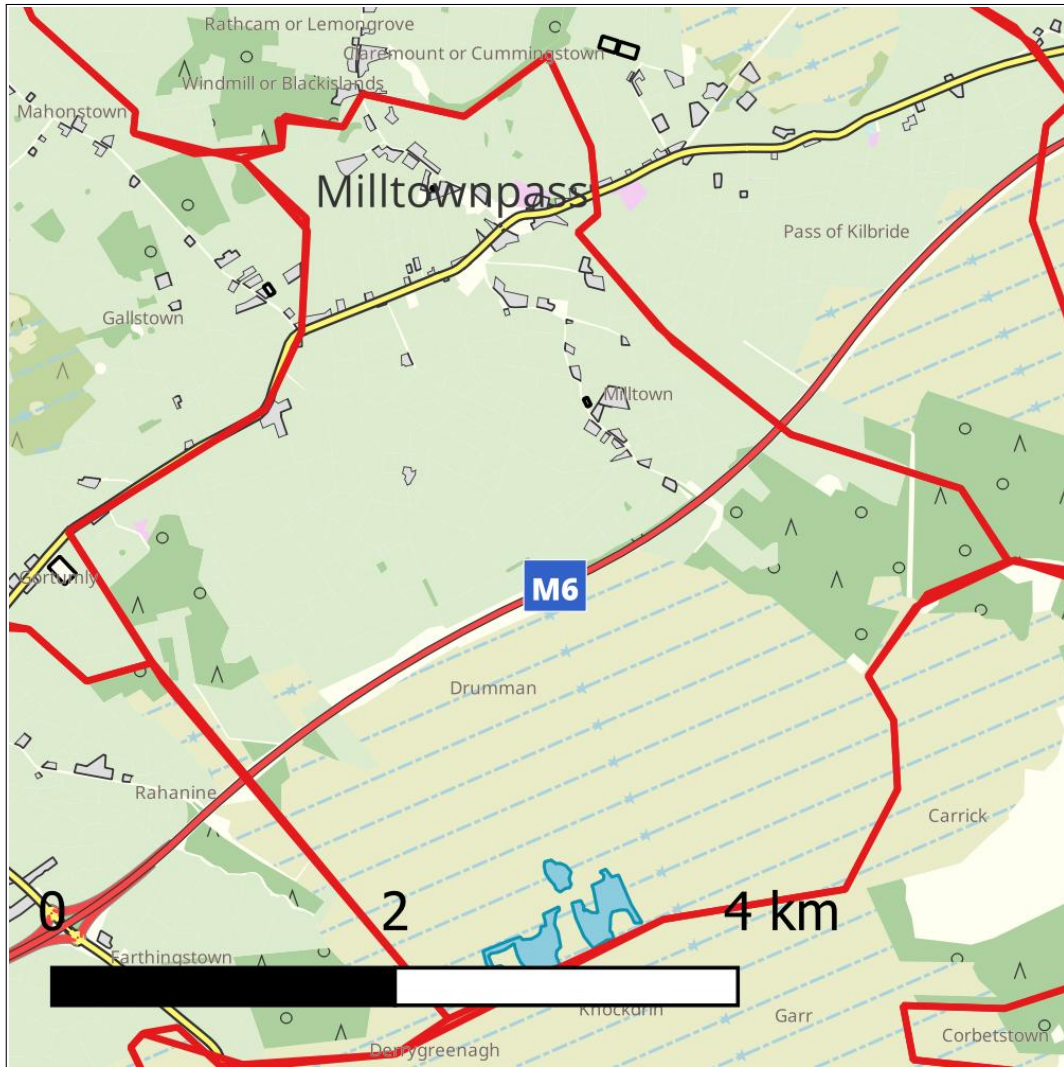 Rathcam or Lemongrove
Claremount or Cummingstown
Windmill or Blackislands
Mahonstown
Milltownpass
Pass of Kilbride
Gallstown
Milltown
Gortumly
M6
Drumman
Rahanine
Carrick
0 2 4 km
Farthingstown
Knockdrin
Garr
Corbetstown
Derrygreenagh